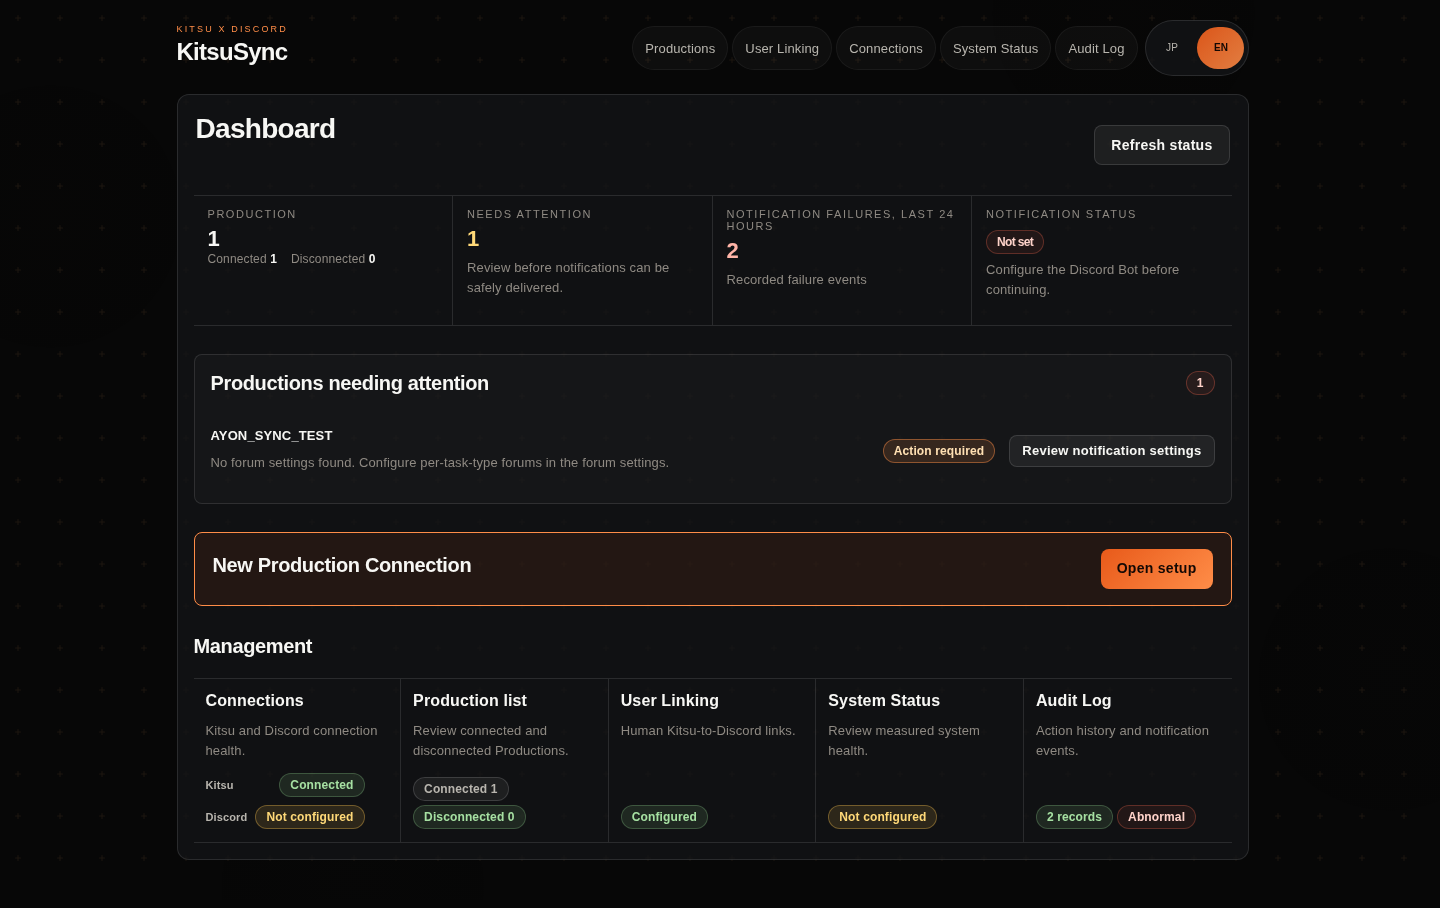 KITSU X DISCORD
KitsuSync
Productions
User Linking
Connections
System Status
Audit Log
JP
EN
Dashboard
Refresh status
PRODUCTION
1
Connected 1 Disconnected 0
NEEDS ATTENTION
1
Review before notifications can be
safely delivered.
NOTIFICATION FAILURES, LAST 24
HOURS
2
Recorded failure events
NOTIFICATION STATUS
Not set
Configure the Discord Bot before
continuing.
Productions needing attention
1
AYON_SYNC_TEST
No forum settings found. Configure per-task-type forums in the forum settings.
Action required
Review notification settings
New Production Connection
Open setup
Management
Connections
Kitsu and Discord connection
health.
Kitsu Connected
Discord Not configured
Production list
Review connected and
disconnected Productions.
Connected 1
Disconnected 0
User Linking
Human Kitsu-to-Discord links.
Configured
System Status
Review measured system
health.
Not configured
Audit Log
Action history and notification
events.
2 records Abnormal